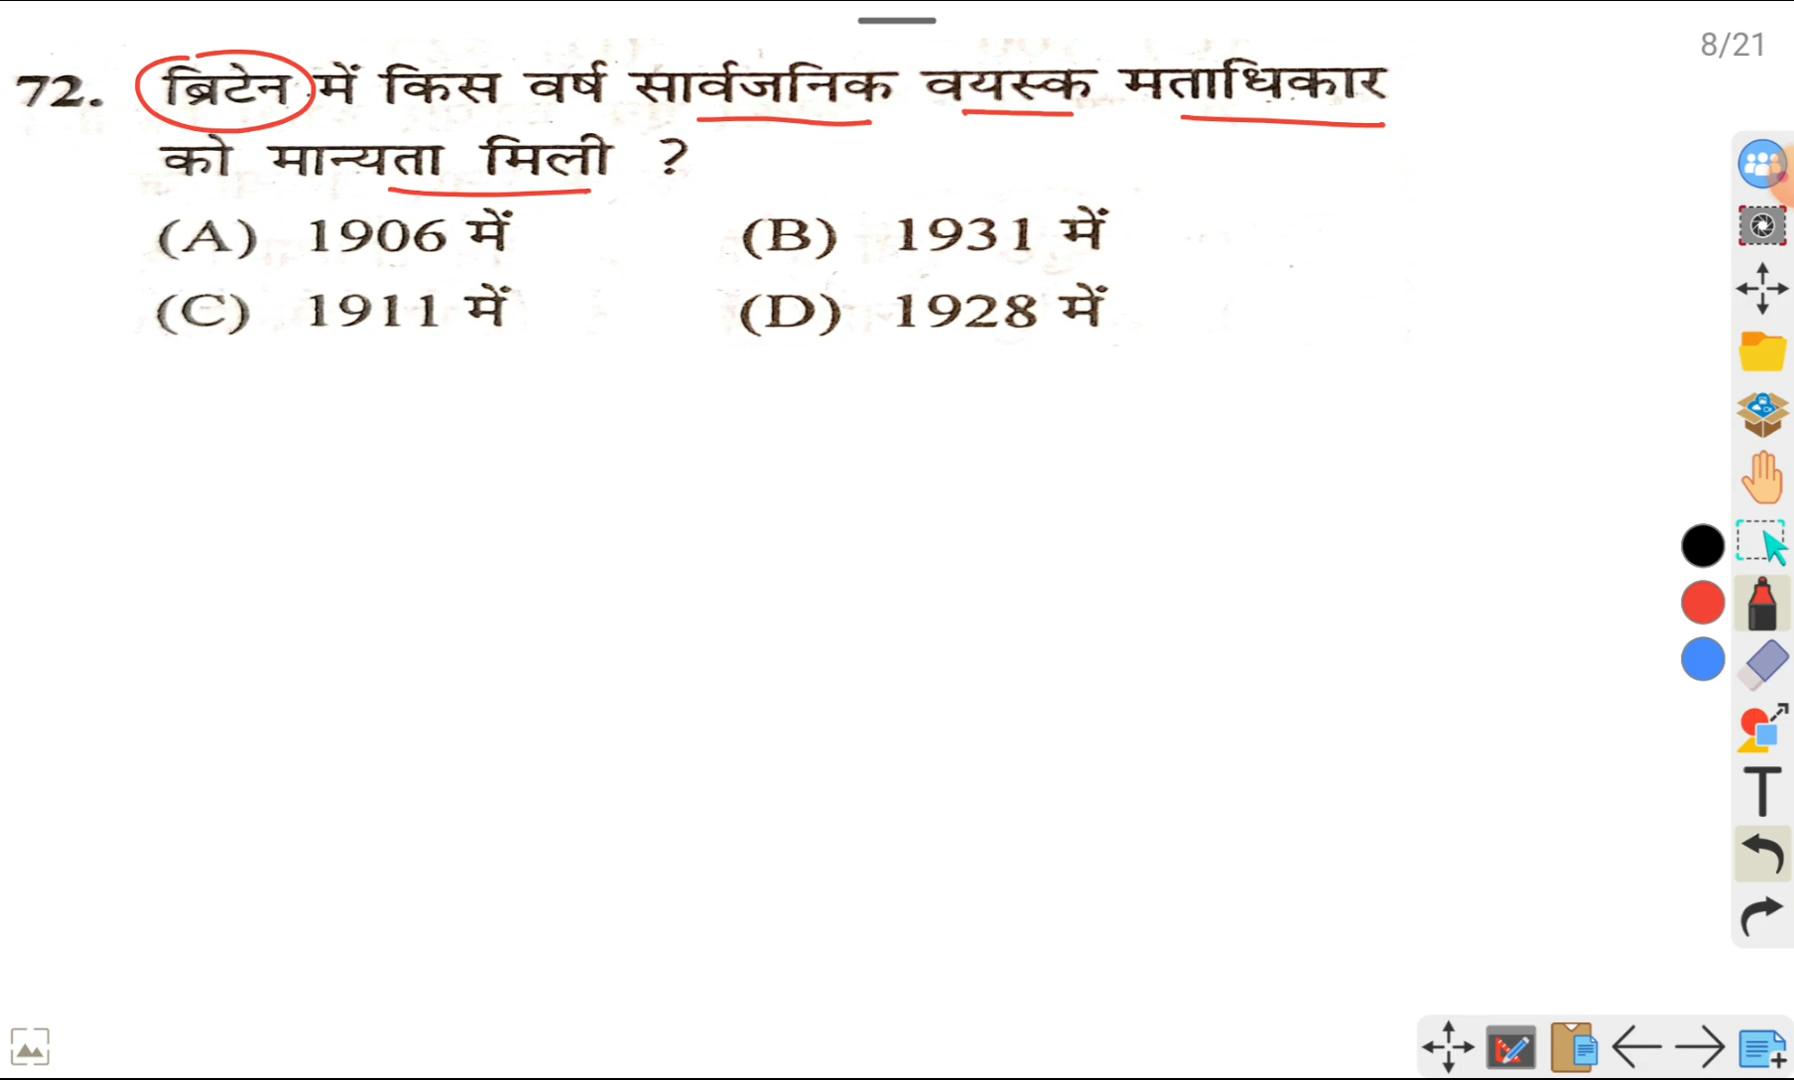 8/21
72. ब्रिटेन में किस वर्ष सार्वजनिक वयस्क मताधिकार
को मान्यता मिली ?
(A) 1906 में (B) 1931 में
(C) 1911 में (D) 1928 में
T